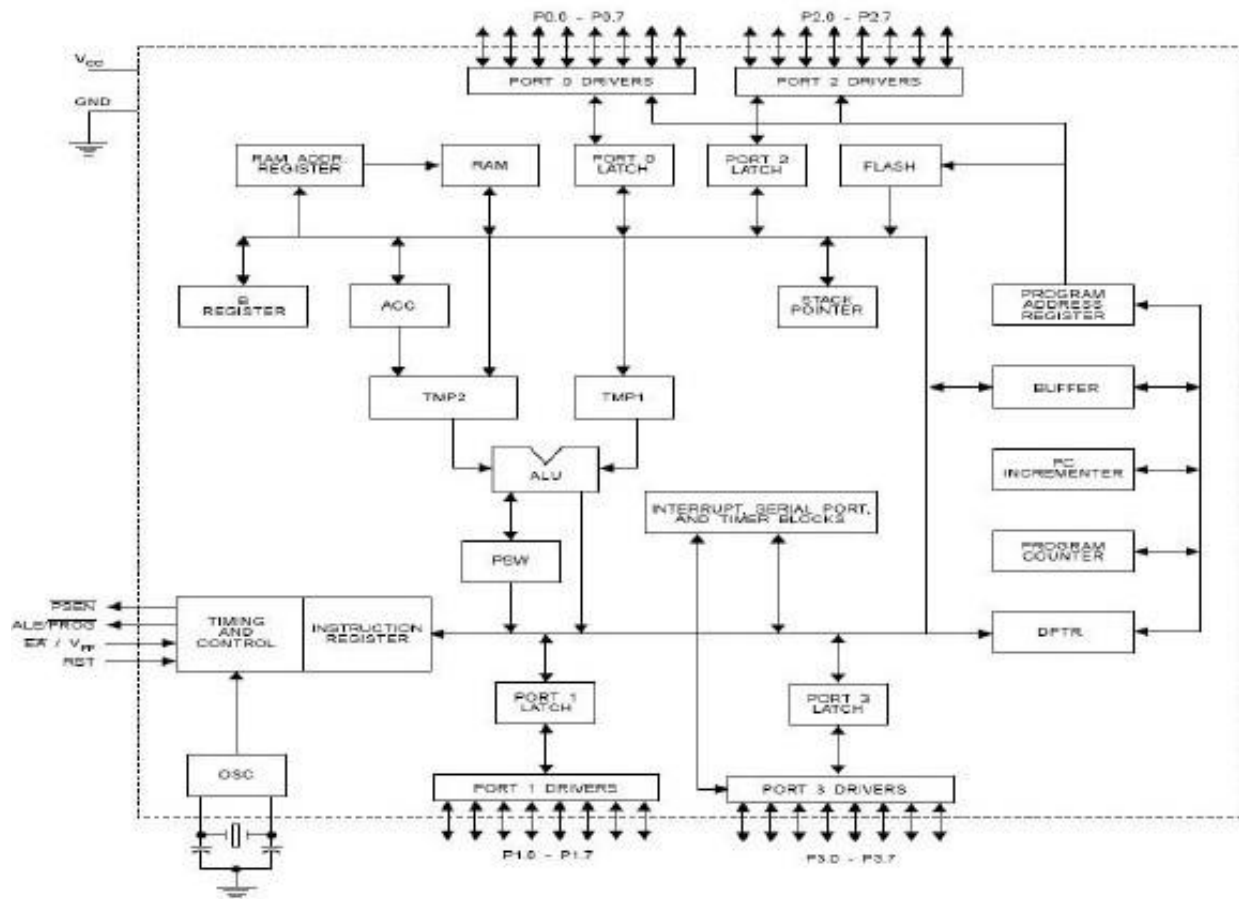 P0.0 - P0.7
P2.0 - P2.7
VCC
GND
PORT 0 DRIVERS
PORT 2 DRIVERS
RAM ADDR.
REGISTER
RAM
PORT 0
LATCH
PORT 2
LATCH
FLASH
B
REGISTER
ACC
STACK
POINTER
PROGRAM
ADDRESS
REGISTER
BUFFER
TMP2
TMP1
ALU
PC
INCREMENTER
INTERRUPT, SERIAL PORT,
AND TIMER BLOCKS
PSW
PROGRAM
COUNTER
PSEN
ALE/PROG
EA / VPP
RST
TIMING
AND
CONTROL
INSTRUCTION
REGISTER
DPTR
PORT 1
LATCH
PORT 3
LATCH
OSC
PORT 1 DRIVERS
PORT 3 DRIVERS
P1.0 - P1.7
P3.0 - P3.7